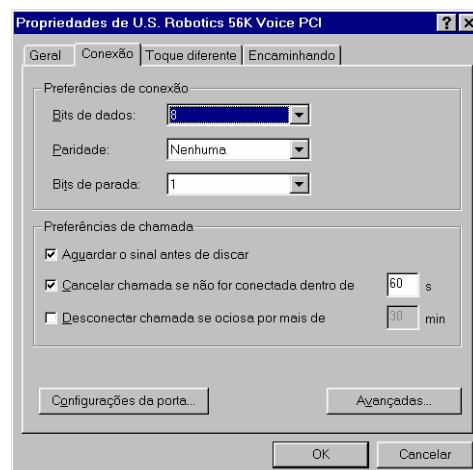 Propriedades de U.S. Robotics 56K Voice PCI
Geral Conexão Toque diferente Encaminhando
Preferências de conexão
Bits de dados: 8
Paridade: Nenhuma
Bits de parada: 1
Preferências de chamada
Aguardar o sinal antes de discar
Cancelar chamada se não for conectada dentro de 60 s
Desconectar chamada se ociosa por mais de 30 min
Configurações da porta... Avançadas...
OK Cancelar